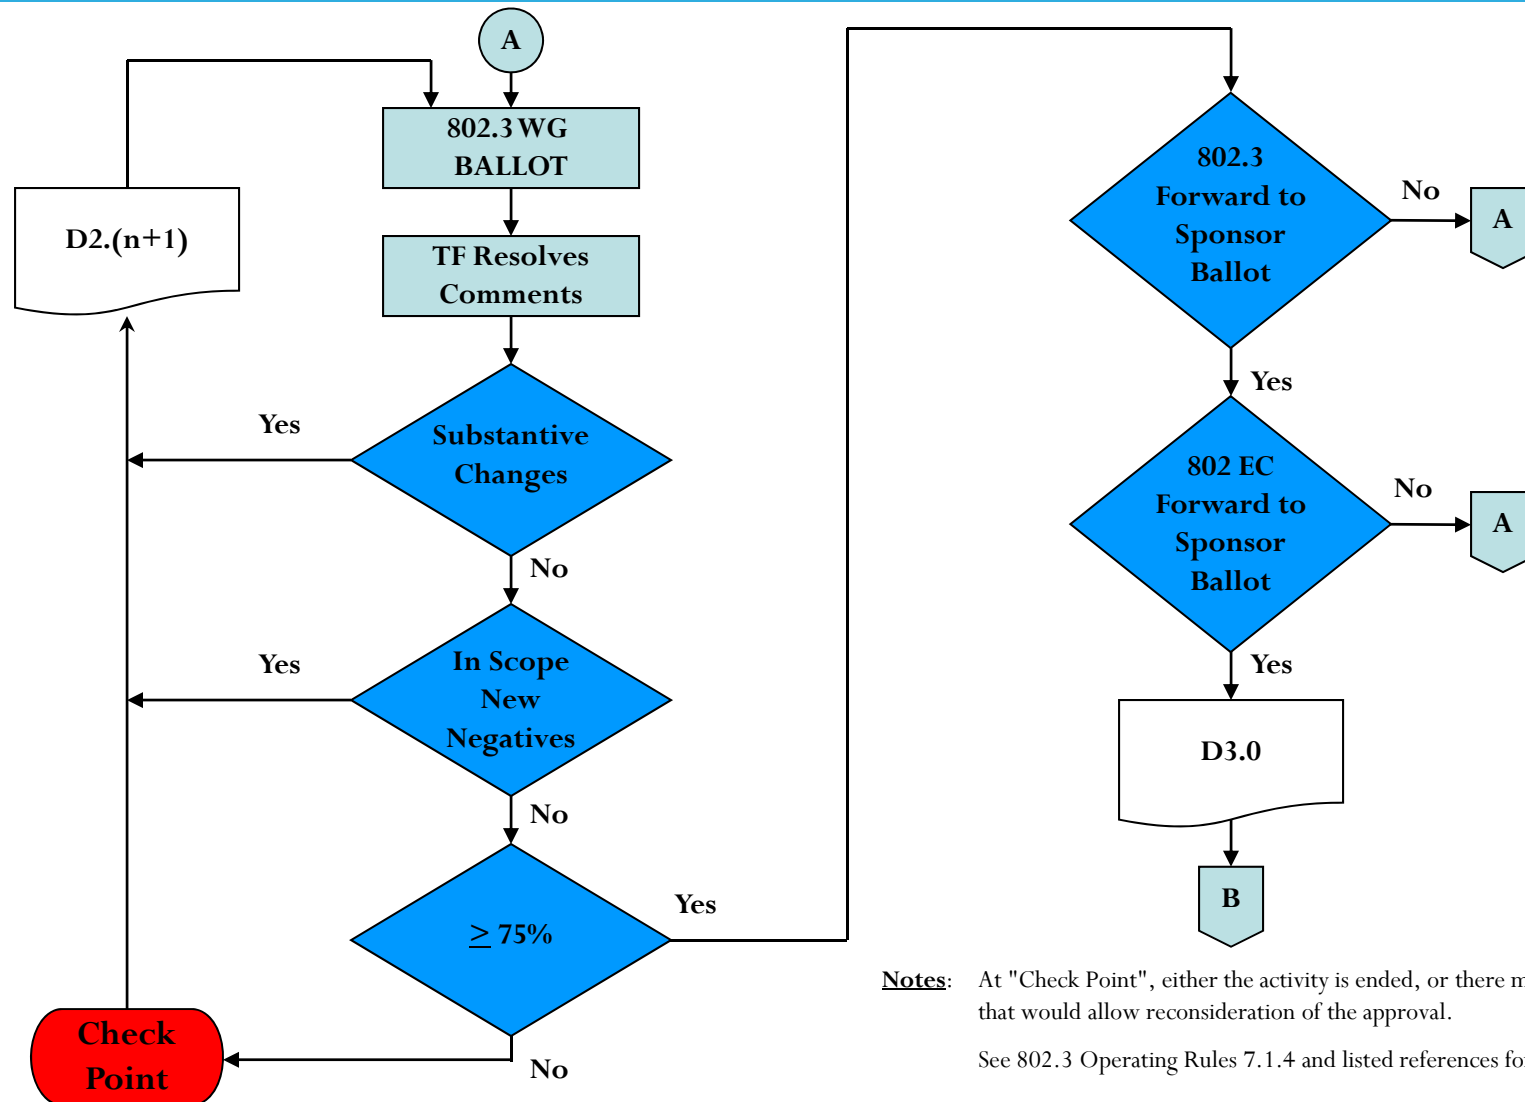 A
802.3 WG
BALLOT
D2.(n+1)
TF Resolves
Comments
Yes
Substantive
Changes
No
Yes
In Scope
New
Negatives
No
≥ 75%
Yes
Check
Point
No
802.3
Forward to
Sponsor
Ballot
No
A
Yes
802 EC
Forward to
Sponsor
Ballot
No
A
Yes
D3.0
B
Notes: At "Check Point", either the activity is ended, or there
that would allow reconsideration of the approval.
See 802.3 Operating Rules 7.1.4 and listed references